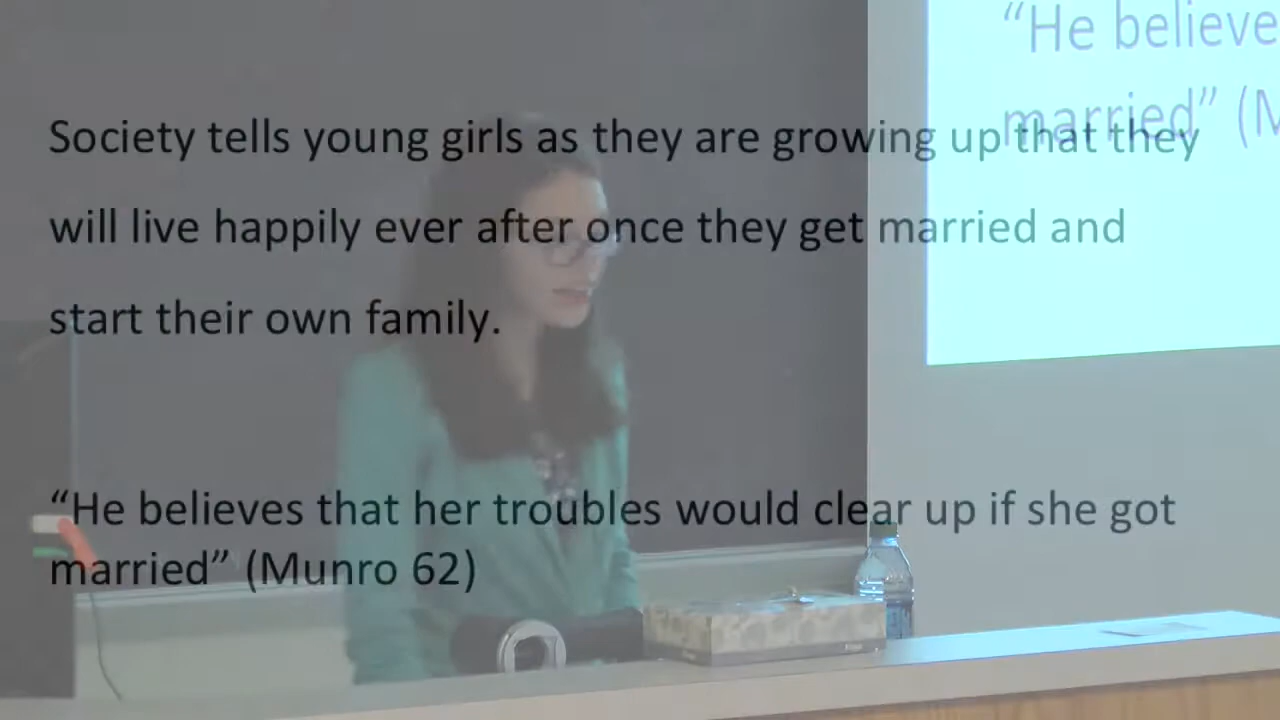 Society tells young girls as they are growing up that they
will live happily ever after once they get married and
start their own family.
“He believes that her troubles would clear up if she got
married” (Munro 62)
“He believe
married” (M